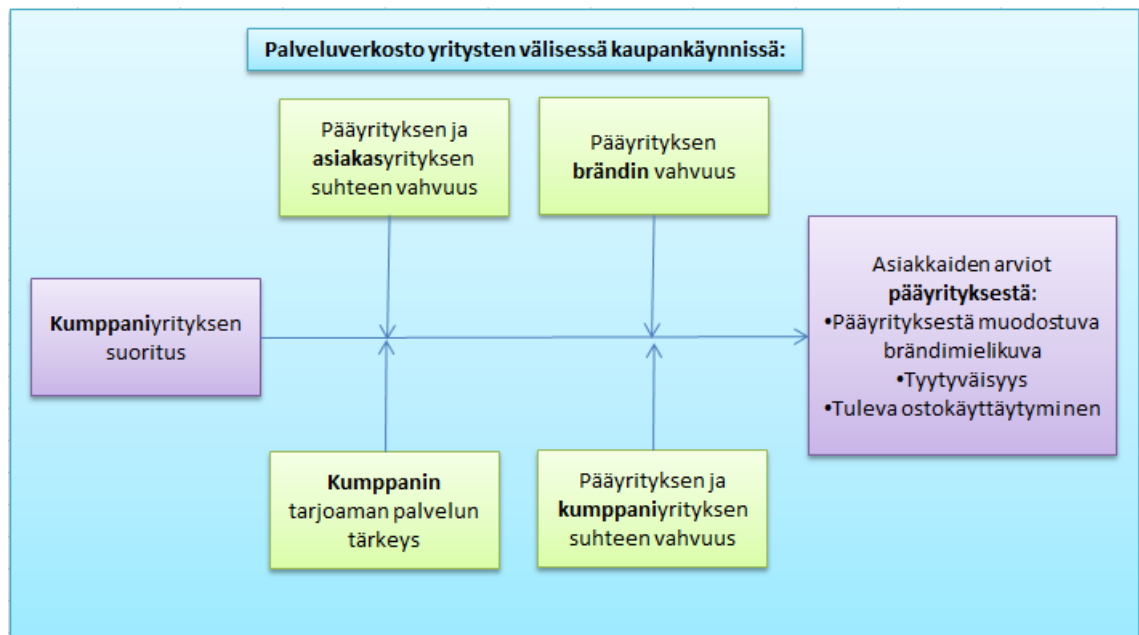 Palveluverkosto yritysten välisessä kaupankäynnissä:
Pääyrityksen ja
asiakasyrityksen
suhteen vahvuus
Pääyrityksen
brändin vahvuus
Kumppaniyrityksen
suoritus
Asiakkaiden arviot
pääyrityksestä:
•Pääyrityksestä muodostuva
brändimielikuva
•Tyytyväisyys
•Tuleva ostokäyttäytyminen
Kumppanin
tarjoaman palvelun
tärkeys
Pääyrityksen ja
kumppaniyrityksen
suhteen vahvuus